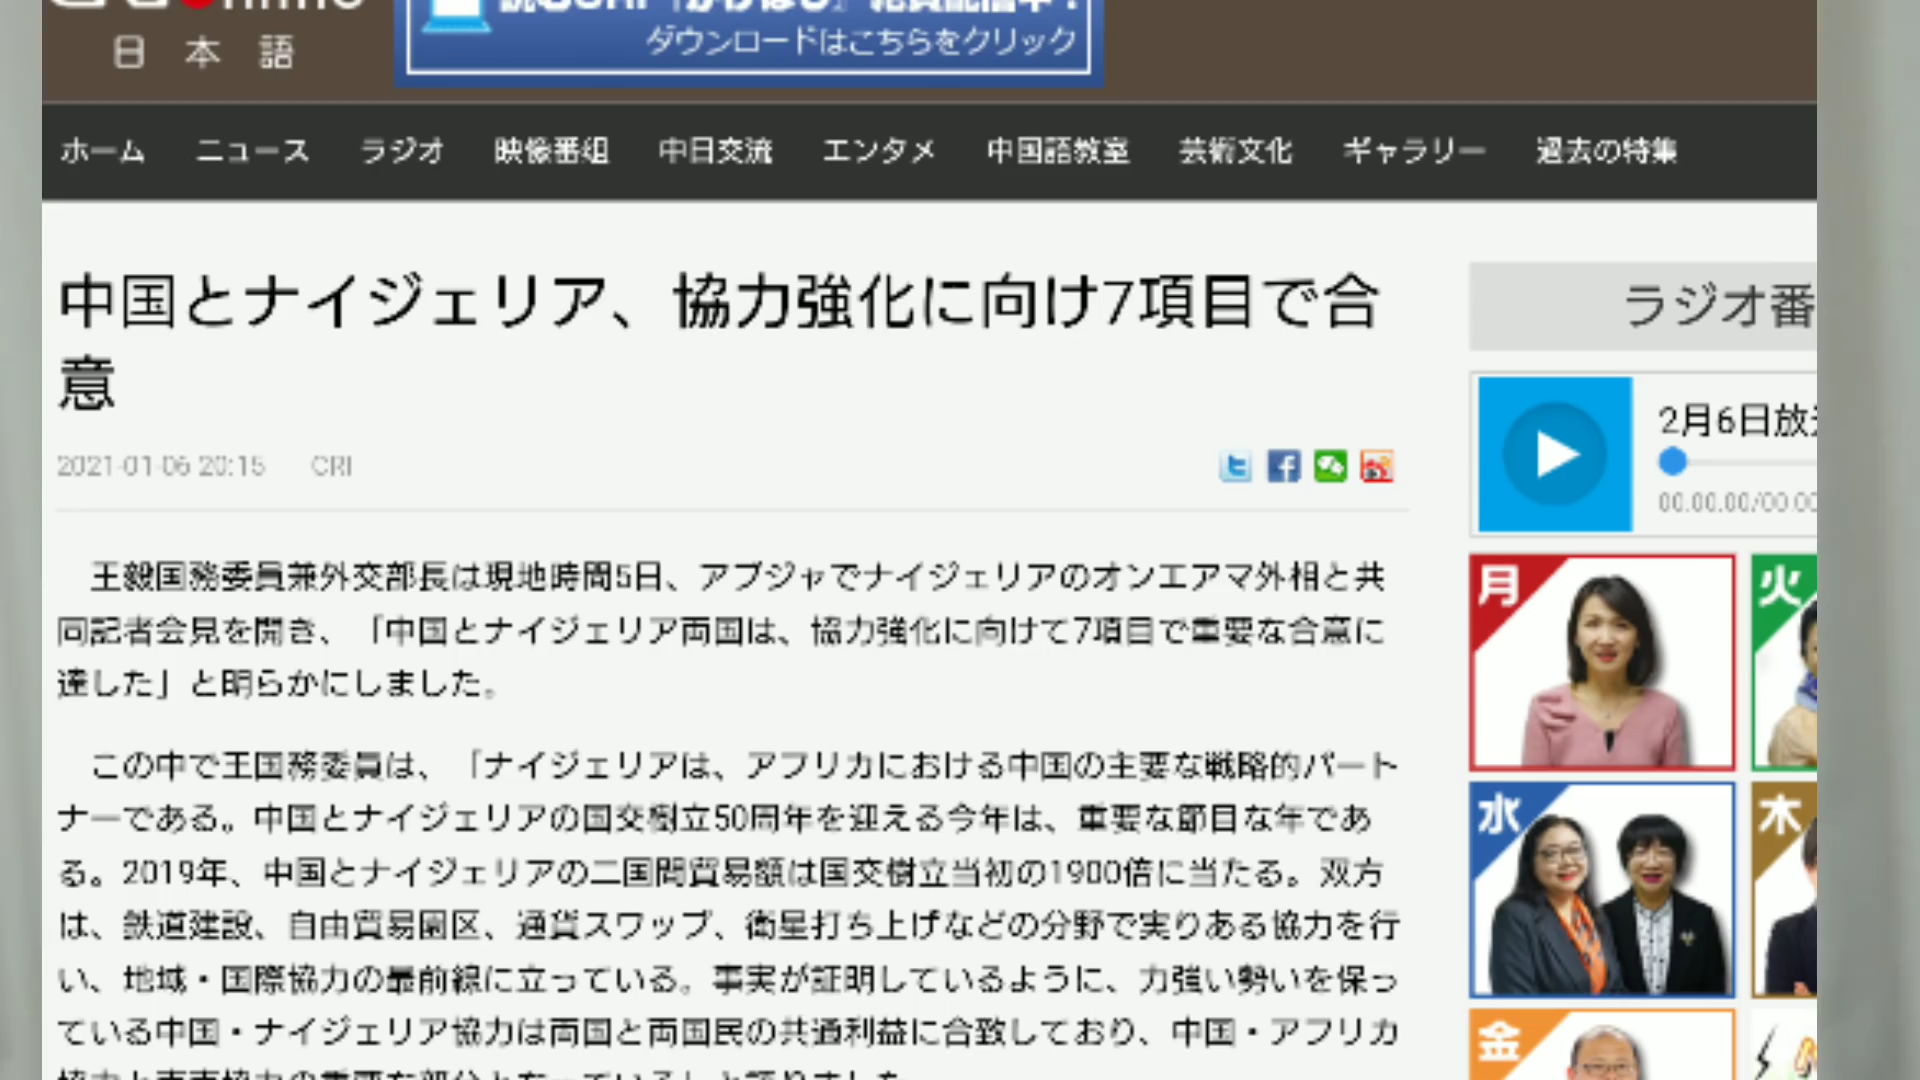 日本語
ダウンロードはこちらをクリック
ホーム ニュース ラジオ 映像番組 中日交流 エンタメ 中国語教室 芸術文化 ギャラリー 過去の特集
中国とナイジェリア、協力強化に向け7項目で合
意
2021-01-06 20:15 CRI
王毅国務委員兼外交部長は現地時間5日、アブジャでナイジェリアのオンエアマ外相と共
同記者会見を開き、「中国とナイジェリア両国は、協力強化に向けて7項目で重要な合意に
達した」と明らかにしました。
この中で王国務委員は、「ナイジェリアは、アフリカにおける中国の主要な戦略的パート
ナーである。中国とナイジェリアの国交樹立50周年を迎える今年は、重要な節目な年であ
る。2019年、中国とナイジェリアの二国間貿易額は国交樹立当初の1900倍に当たる。双方
は、鉄道建設、自由貿易園区、通貨スワップ、衛星打ち上げなどの分野で実りある協力を行
い、地域・国際協力の最前線に立っている。事実が証明しているように、力強い勢いを保っ
ている中国・ナイジェリア協力は両国と両国民の共通利益に合致しており、中国・アフリカ
ラジオ番
2月6日放
00.00.00/00.00
月
火
水
木
金